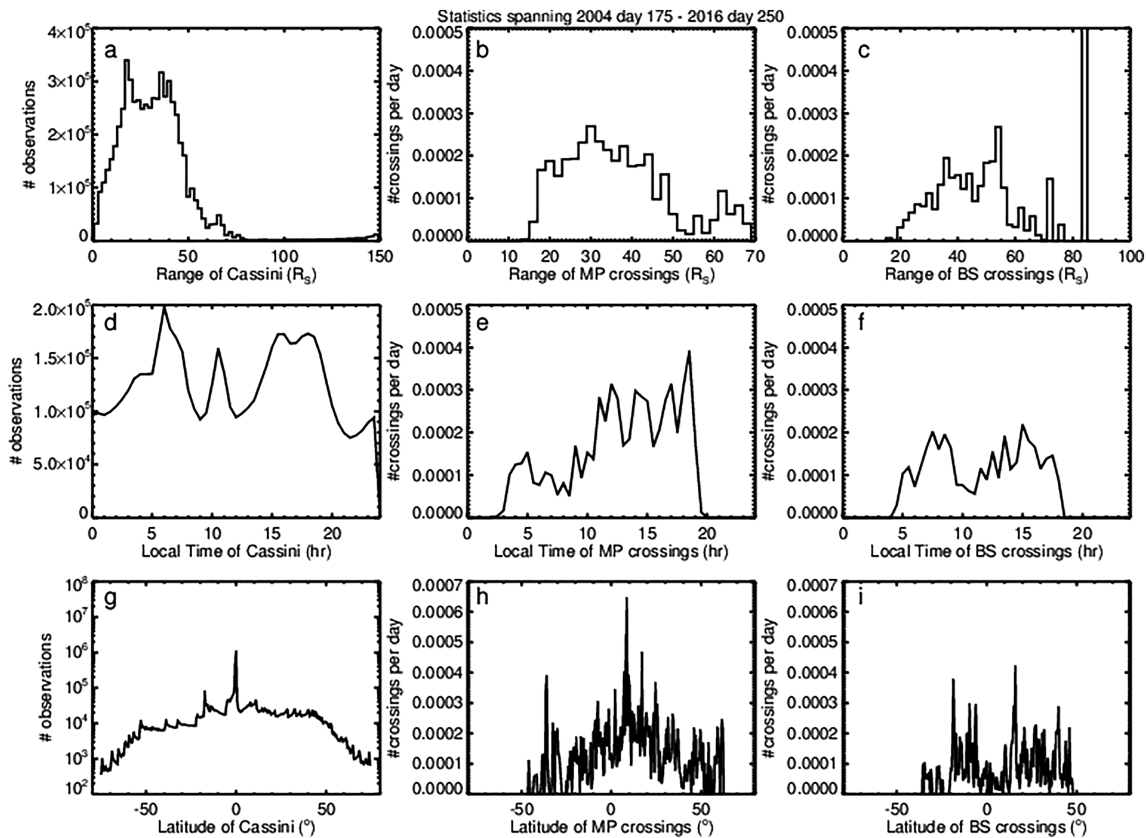 Statistics spanning 2004 day 175 - 2016 day 250
a
# observations
4×10⁵
3×10⁵
2×10⁵
1×10⁵
0
0 50 100 150
Range of Cassini (R_S)
b
#crossings per day
0.0005
0.0004
0.0003
0.0002
0.0001
0.0000
0 10 20 30 40 50 60 70
Range of MP crossings (R_S)
c
#crossings per day
0.0005
0.0004
0.0003
0.0002
0.0001
0.0000
0 20 40 60 80 100
Range of BS crossings (R_S)
d
# observations
2.0×10⁵
1.5×10⁵
1.0×10⁵
5.0×10⁴
0
0 5 10 15 20
Local Time of Cassini (hr)
e
#crossings per day
0.0005
0.0004
0.0003
0.0002
0.0001
0.0000
0 5 10 15 20
Local Time of MP crossings (hr)
f
#crossings per day
0.0005
0.0004
0.0003
0.0002
0.0001
0.0000
0 5 10 15 20
Local Time of BS crossings (hr)
g
# observations
10⁸
10⁷
10⁶
10⁵
10⁴
10³
10²
-50 0 50
Latitude of Cassini (°)
h
#crossings per day
0.0007
0.0006
0.0005
0.0004
0.0003
0.0002
0.0001
0.0000
-50 0 50
Latitude of MP crossings (°)
i
#crossings per day
0.0007
0.0006
0.0005
0.0004
0.0003
0.0002
0.0001
0.0000
-50 0 50
Latitude of BS crossings (°)